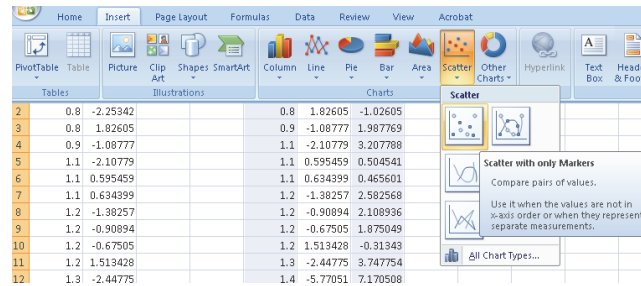 Home Insert Page Layout Formulas Data Review View Acrobat
PivotTable Table Picture Clip Art Shapes SmartArt Column Line Pie Bar Area Scatter Other Charts Hyperlink Text Box
Tables Illustrations Charts
Scatter
2 0.8 -2.25342 0.8 1.82605 -1.02605
3 0.8 1.82605 0.9 -1.08777 1.987769
4 0.9 -1.08777 1.1 -2.10779 3.207788
5 1.1 -2.10779 1.1 0.595459 0.504541
6 1.1 0.595459 1.1 0.634399 0.465601
7 1.1 0.634399 1.2 -1.38257 2.582568
8 1.2 -1.38257 1.2 -0.90894 2.108936
9 1.2 -0.90894 1.2 -0.67505 1.875049
10 1.2 -0.67505 1.2 1.513428 -0.31343
11 1.2 1.513428 1.3 -2.44775 3.747754
12 1.3 -2.44775 1.4 -5.77051 7.170508
Scatter with only Markers
Compare pairs of values.
Use it when the values are not in
x-axis order or when they represent
separate measurements.
All Chart Types...